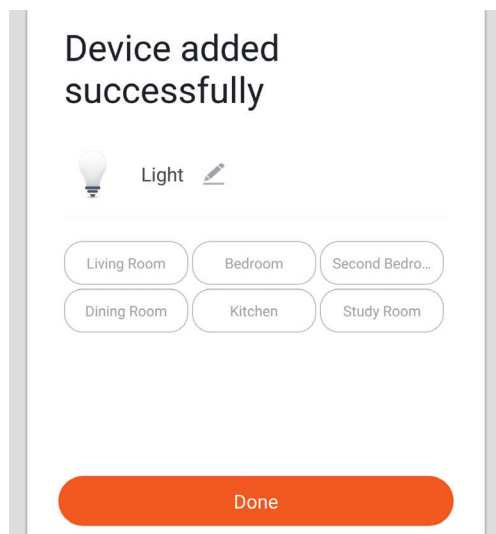 Device added
successfully
Light
Living Room Bedroom Second Bedro...
Dining Room Kitchen Study Room
Done